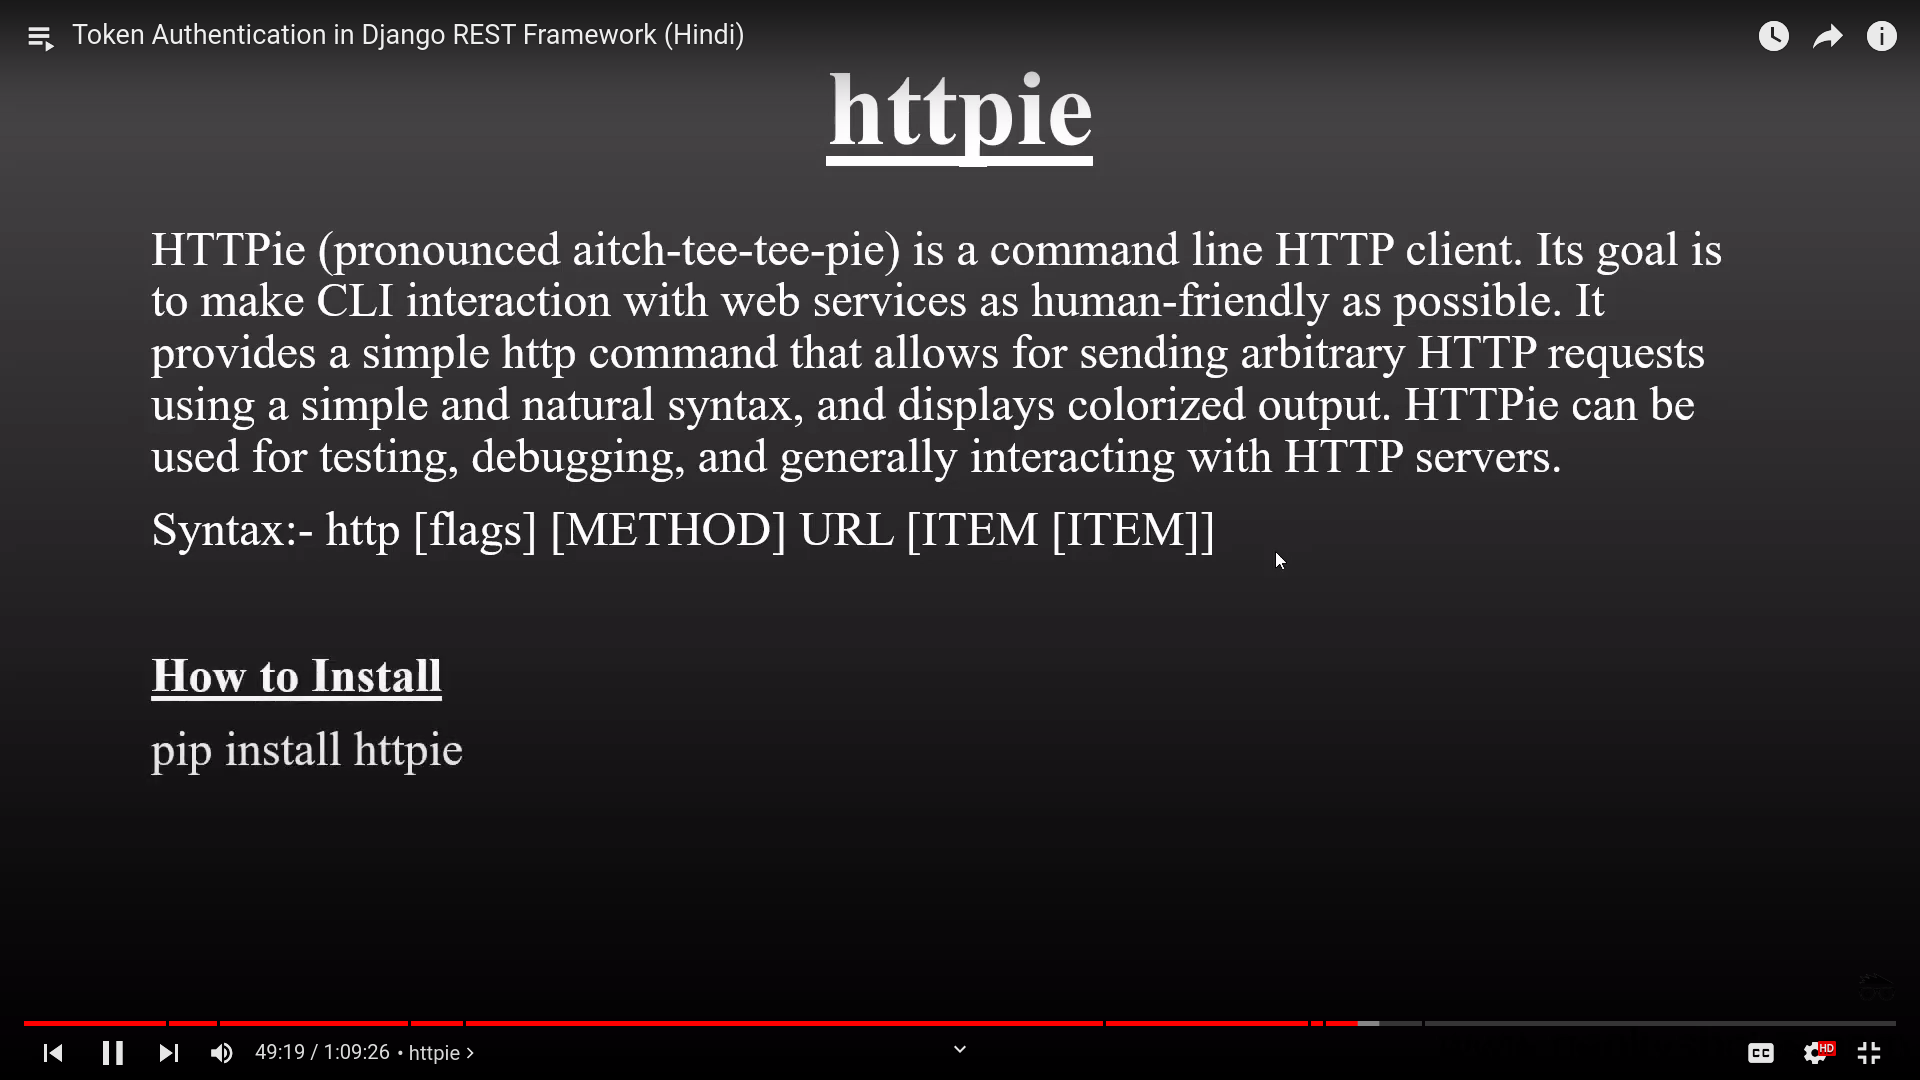 Token Authentication in Django REST Framework (Hindi)
httpie
HTTPie (pronounced aitch-tee-tee-pie) is a command line HTTP client. Its goal is
to make CLI interaction with web services as human-friendly as possible. It
provides a simple http command that allows for sending arbitrary HTTP requests
using a simple and natural syntax, and displays colorized output. HTTPie can be
used for testing, debugging, and generally interacting with HTTP servers.
Syntax:- http [flags] [METHOD] URL [ITEM [ITEM]]
How to Install
pip install httpie
49:19 / 1:09:26 • httpie >
CC
HD